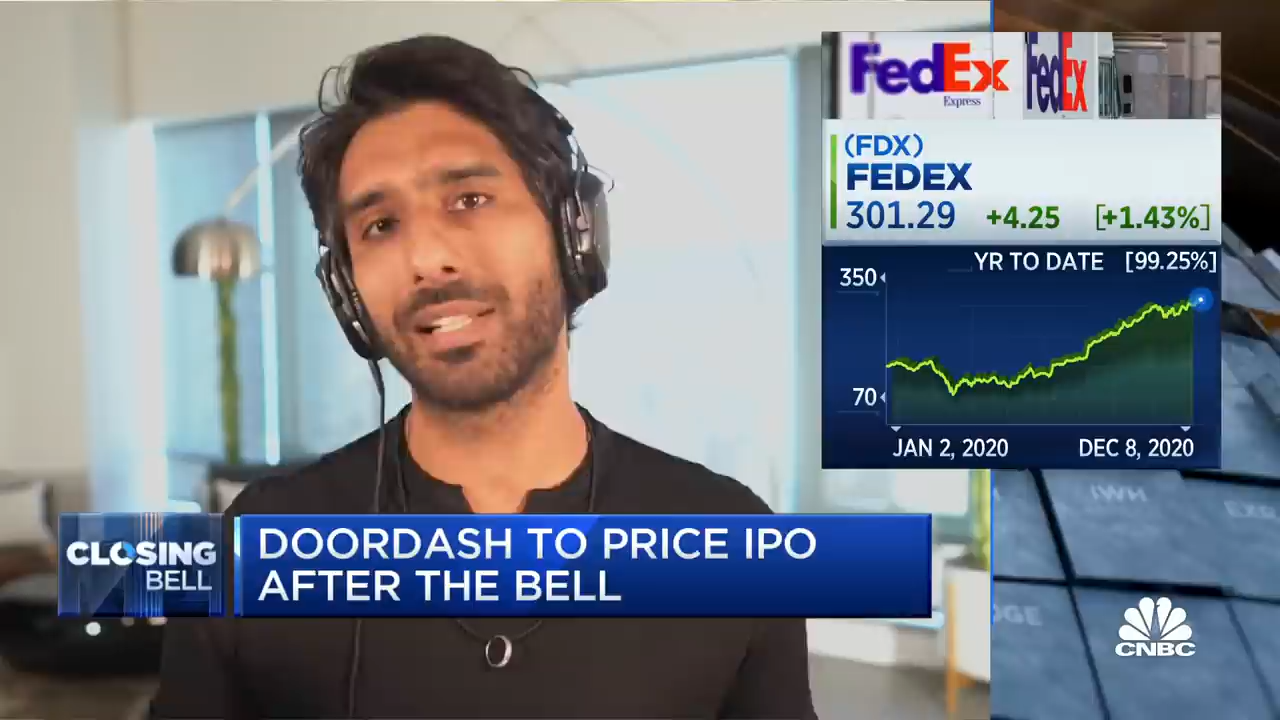 FedEx
Express
FedEx
(FDX)
FEDEX
301.29 +4.25 [+1.43%]
YR TO DATE [99.25%]
350
70
JAN 2, 2020 DEC 8, 2020
CLOSING
BELL
DOORDASH TO PRICE IPO
AFTER THE BELL
IWH
CNBC